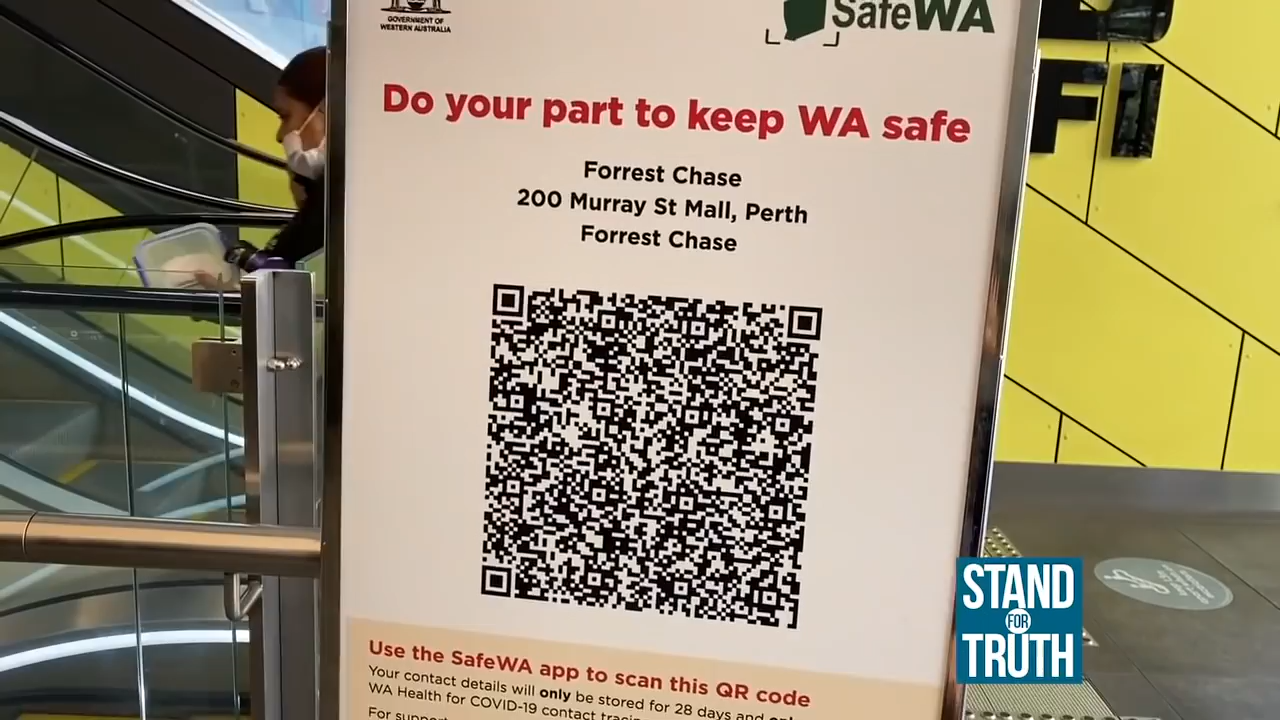 GOVERNMENT OF
WESTERN AUSTRALIA
SafeWA
Do your part to keep WA safe
Forrest Chase
200 Murray St Mall, Perth
Forrest Chase
Use the SafeWA app to scan this QR code
Your contact details will only be stored for 28 days and
WA Health for COVID-19 contact
For
F
STAND
FOR
TRUTH